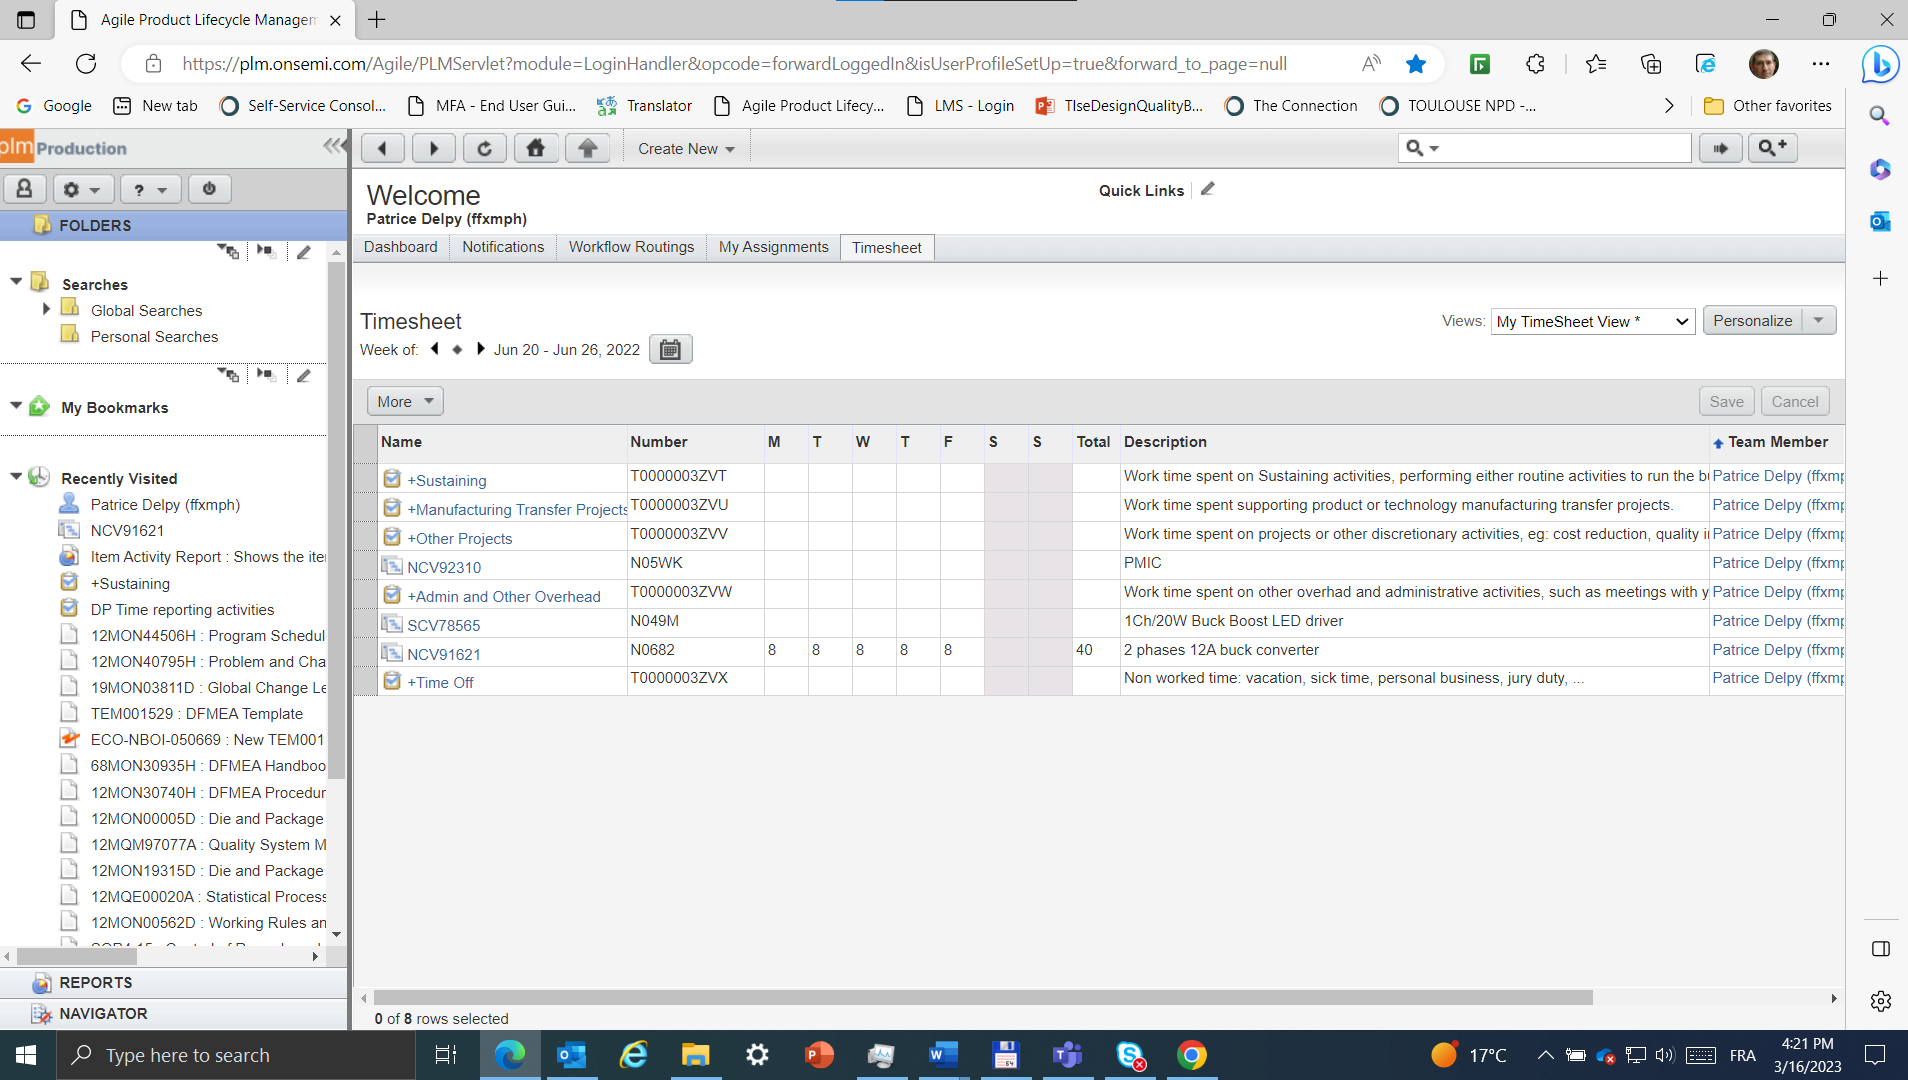 Agile Product Lifecycle Managem
https://plm.onsemi.com/Agile/PLMServlet?module=LoginHandler&opcode=forwardLoggedIn&isUserProfileSetUp=true&forward_to_page=null
Google New tab Self-Service Consol... MFA - End User Gui... Translator Agile Product Lifecy... LMS - Login TlseDesignQualityB... The Connection TOULOUSE NPD -... Other favorites
plm Production
Create New
Welcome
Patrice Delpy (ffxmph)
Quick Links
Dashboard Notifications Workflow Routings My Assignments Timesheet
FOLDERS
Searches
Global Searches
Personal Searches
My Bookmarks
Recently Visited
Patrice Delpy (ffxmph)
NCV91621
Item Activity Report : Shows the iter
+Sustaining
DP Time reporting activities
12MON44506H : Program Schedul
12MON40795H : Problem and Cha
19MON03811D : Global Change Le
TEM001529 : DFMEA Template
ECO-NBOI-050669 : New TEM001
68MON30935H : DFMEA Handboo
12MON30740H : DFMEA Procedur
12MON00005D : Die and Package
12MQM97077A : Quality System M
12MON19315D : Die and Package
12MQE00020A : Statistical Process
12MON00562D : Working Rules an
REPORTS
NAVIGATOR
Timesheet
Views: My TimeSheet View * Personalize
Week of: Jun 20 - Jun 26, 2022
More Save Cancel
Name Number M T W T F S S Total Description Team Member
+Sustaining T0000003ZVT Work time spent on Sustaining activities, performing either routine activities to run the bu Patrice Delpy (ffxmp
+Manufacturing Transfer Projects T0000003ZVU Work time spent supporting product or technology manufacturing transfer projects. Patrice Delpy (ffxmp
+Other Projects T0000003ZVV Work time spent on projects or other discretionary activities, eg: cost reduction, quality in Patrice Delpy (ffxmp
NCV92310 N05WK PMIC Patrice Delpy (ffxmp
+Admin and Other Overhead T0000003ZVW Work time spent on other overhad and administrative activities, such as meetings with y Patrice Delpy (ffxmp
SCV78565 N049M 1Ch/20W Buck Boost LED driver Patrice Delpy (ffxmp
NCV91621 N0682 8 8 8 8 8 40 2 phases 12A buck converter Patrice Delpy (ffxmp
+Time Off T0000003ZVX Non worked time: vacation, sick time, personal business, jury duty, ... Patrice Delpy (ffxmp
0 of 8 rows selected
Type here to search
17°C
FRA
4:21 PM
3/16/2023